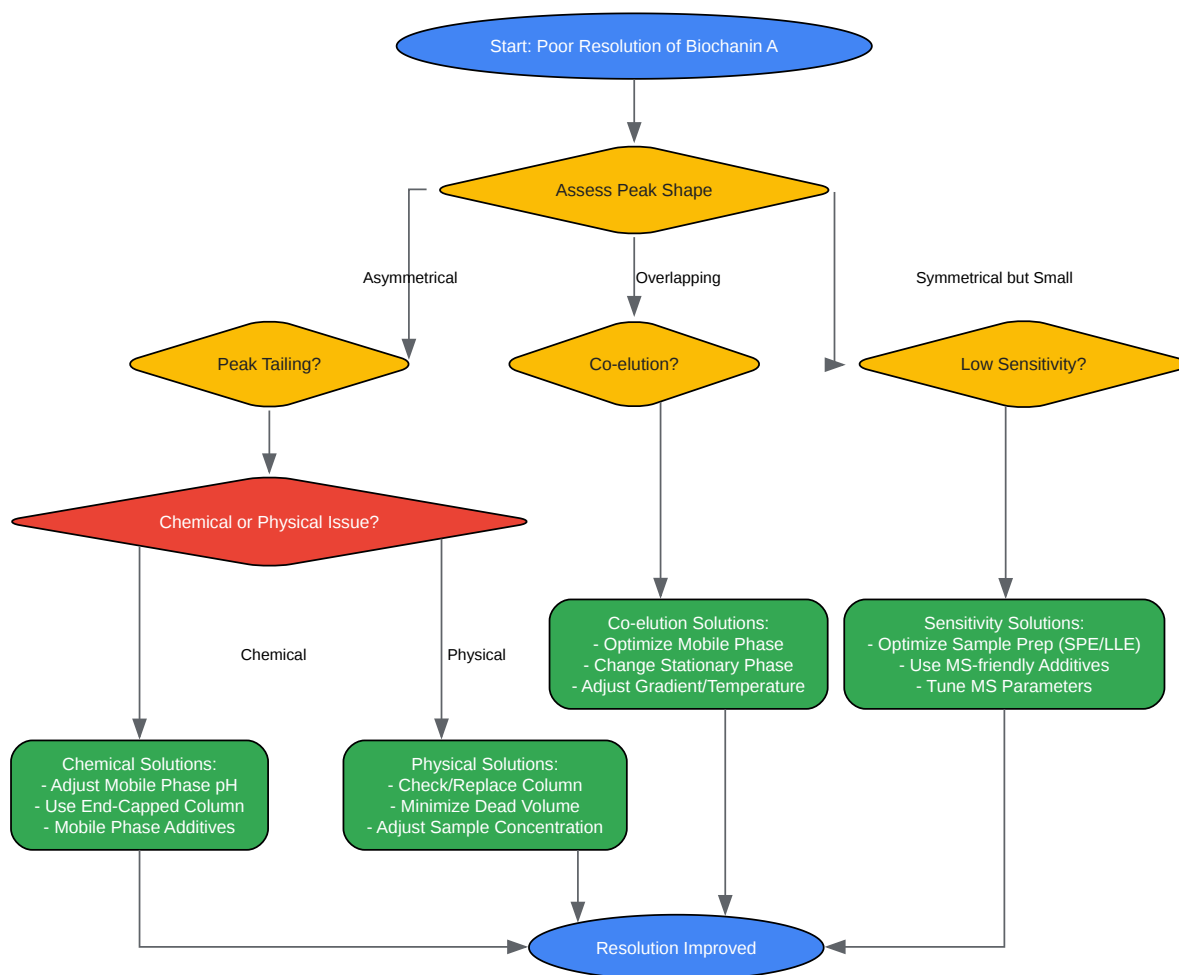 Start: Poor Resolution of Biochanin A
Assess Peak Shape
Asymmetrical
Overlapping
Symmetrical but Small
Peak Tailing?
Co-elution?
Low Sensitivity?
Chemical or Physical Issue?
Chemical
Physical
Co-elution Solutions:
- Optimize Mobile Phase
- Change Stationary Phase
- Adjust Gradient/Temperature
Sensitivity Solutions:
- Optimize Sample Prep (SPE/LLE)
- Use MS-friendly Additives
- Tune MS Parameters
Chemical Solutions:
- Adjust Mobile Phase pH
- Use End-Capped Column
- Mobile Phase Additives
Physical Solutions:
- Check/Replace Column
- Minimize Dead Volume
- Adjust Sample Concentration
Resolution Improved